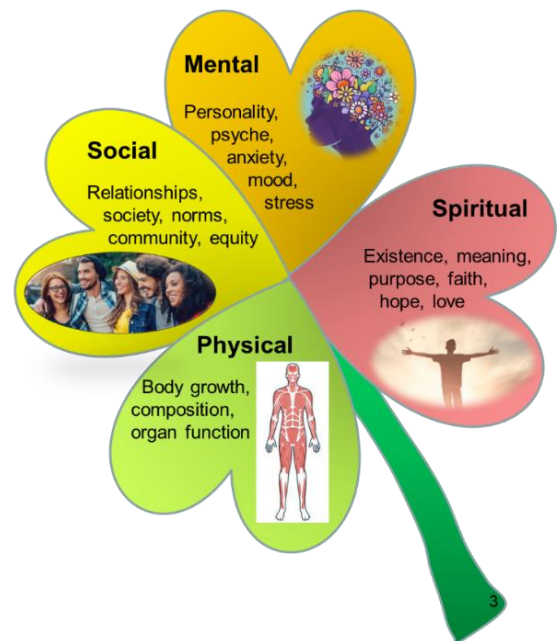 Mental
Personality,
psyche,
anxiety,
mood,
stress
Social
Relationships,
society, norms,
community, equity
Spiritual
Existence, meaning,
purpose, faith,
hope, love
Physical
Body growth,
composition,
organ function
3